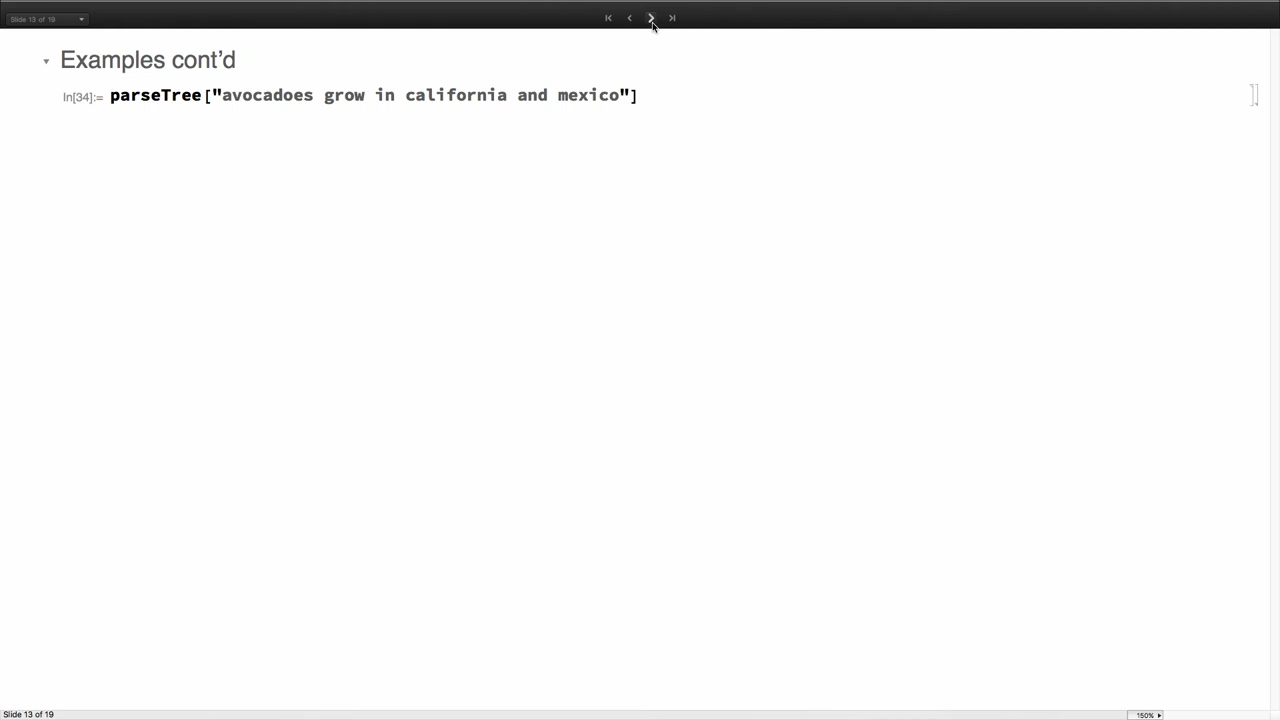 Slide 13 of 19
Examples cont’d
In[34]:= parseTree["avocadoes grow in california and mexico"]
Slide 13 of 19
150%